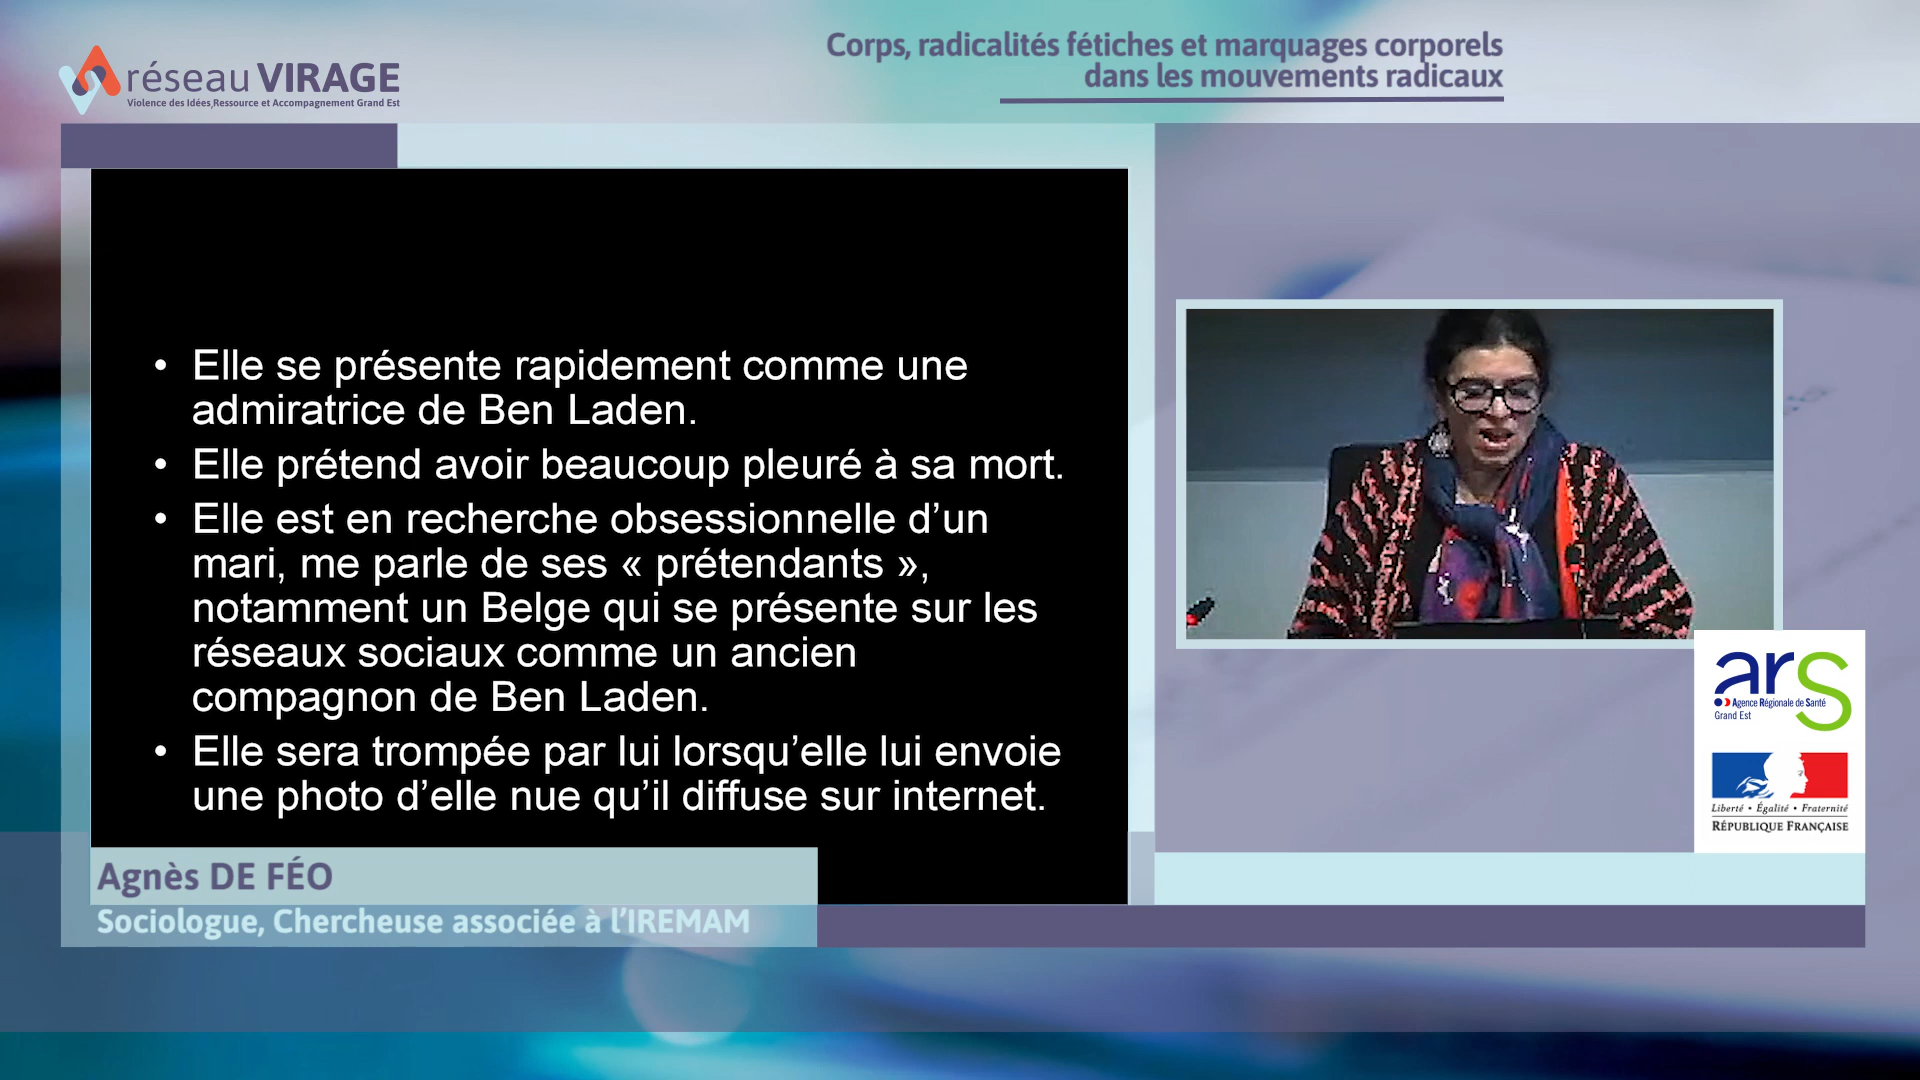 réseau VIRAGE
Violence des Idées,Ressource et Accompagnement Grand Est
Corps, radicalités fétiches et marquages corporels
dans les mouvements radicaux
• Elle se présente rapidement comme une
admiratrice de Ben Laden.
• Elle prétend avoir beaucoup pleuré à sa mort.
• Elle est en recherche obsessionnelle d’un
mari, me parle de ses « prétendants »,
notamment un Belge qui se présente sur les
réseaux sociaux comme un ancien
compagnon de Ben Laden.
• Elle sera trompée par lui lorsqu’elle lui envoie
une photo d’elle nue qu’il diffuse sur internet.
Agnès DE FÉO
Sociologue, Chercheuse associée à l’IREMAM
ars
Agence Régionale de Santé
Grand Est
Liberté • Égalité • Fraternité
RÉPUBLIQUE FRANÇAISE